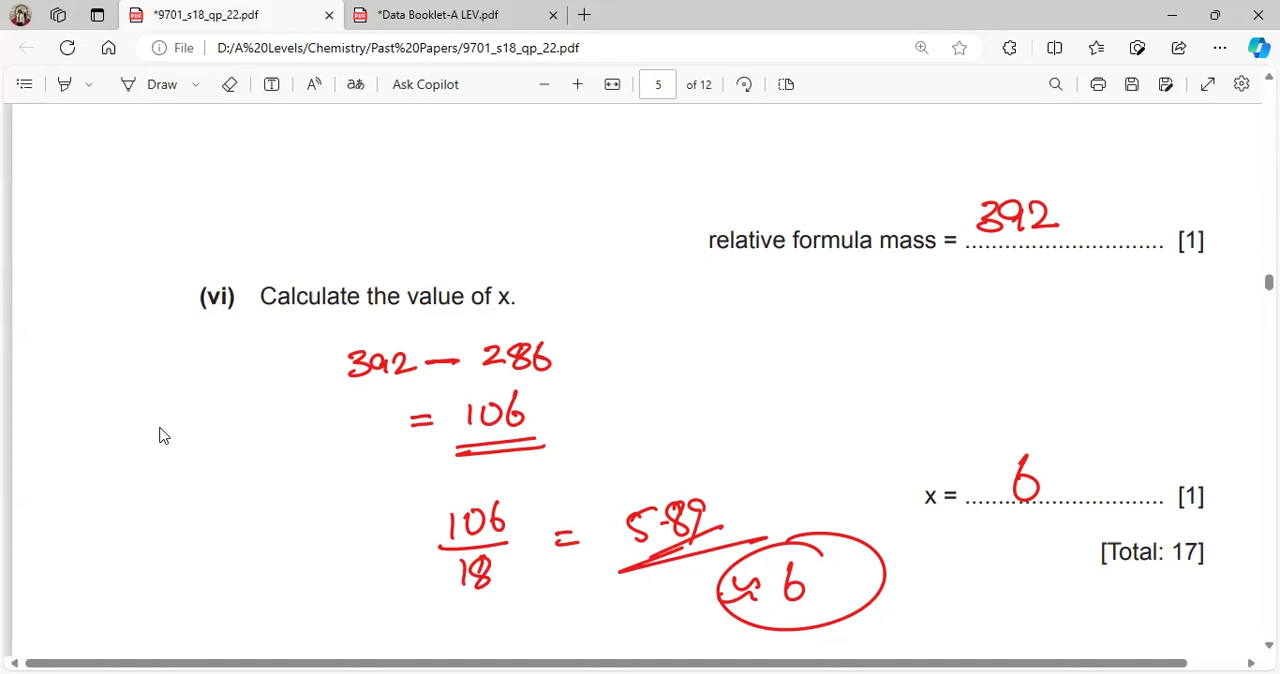 *9701_s18_qp_22.pdf
*Data Booklet-A LEV.pdf
File D:/A%20Levels/Chemistry/Past%20Papers/9701_s18_qp_22.pdf
Draw aあ Ask Copilot 5 of 12
392
relative formula mass = .............................. [1]
(vi) Calculate the value of x.
392 — 286
= 106
x = 6 .............................. [1]
106/18 = 5.89
[Total: 17]
≈ 6